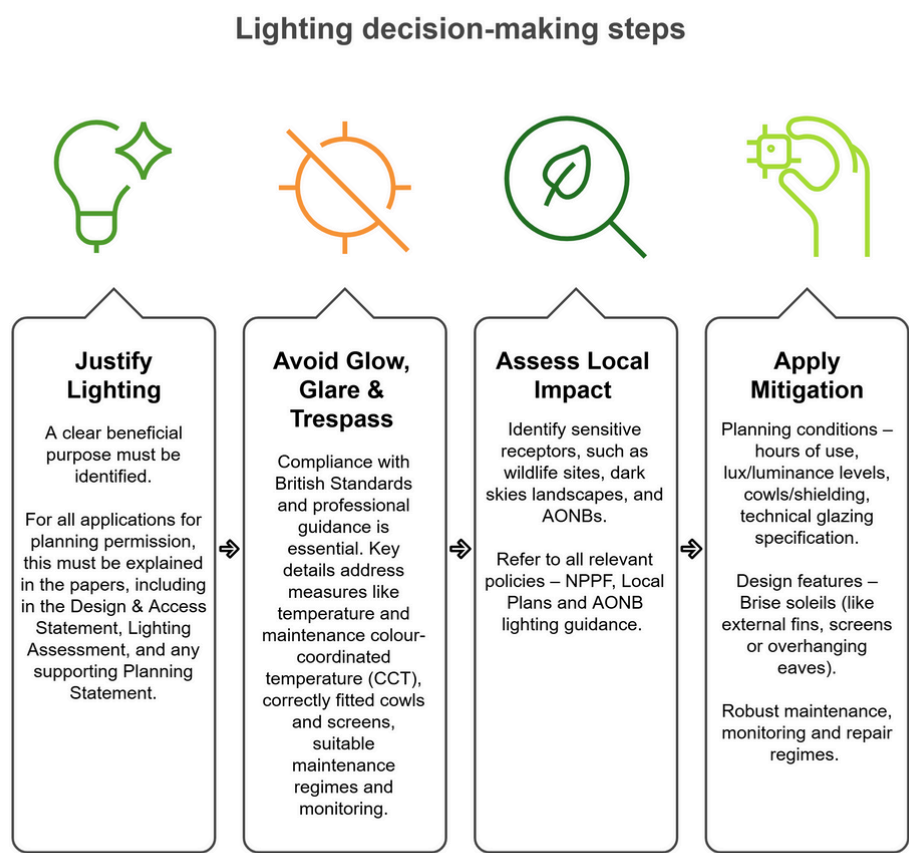 Lighting decision-making steps
Justify
Lighting
A clear beneficial
purpose must be
identified.
For all applications for
planning permission,
this must be explained
in the papers, including
in the Design & Access
Statement, Lighting
Assessment, and any
supporting Planning
Statement.
Avoid Glow,
Glare &
Trespass
Compliance with
British Standards
and professional
guidance is
essential. Key
details address
measures like
temperature and
maintenance colour-
coordinated
temperature (CCT),
correctly fitted cowls
and screens,
suitable
maintenance
regimes and
monitoring.
Assess Local
Impact
Identify sensitive
receptors, such as
wildlife sites, dark
skies landscapes, and
AONBs.
Refer to all relevant
policies – NPPF, Local
Plans and AONB
lighting guidance.
Apply
Mitigation
Planning conditions –
hours of use,
lux/luminance levels,
cowls/shielding,
technical glazing
specification.
Design features –
Brise soleils (like
external fins, screens
or overhanging
eaves).
Robust maintenance,
monitoring and repair
regimes.